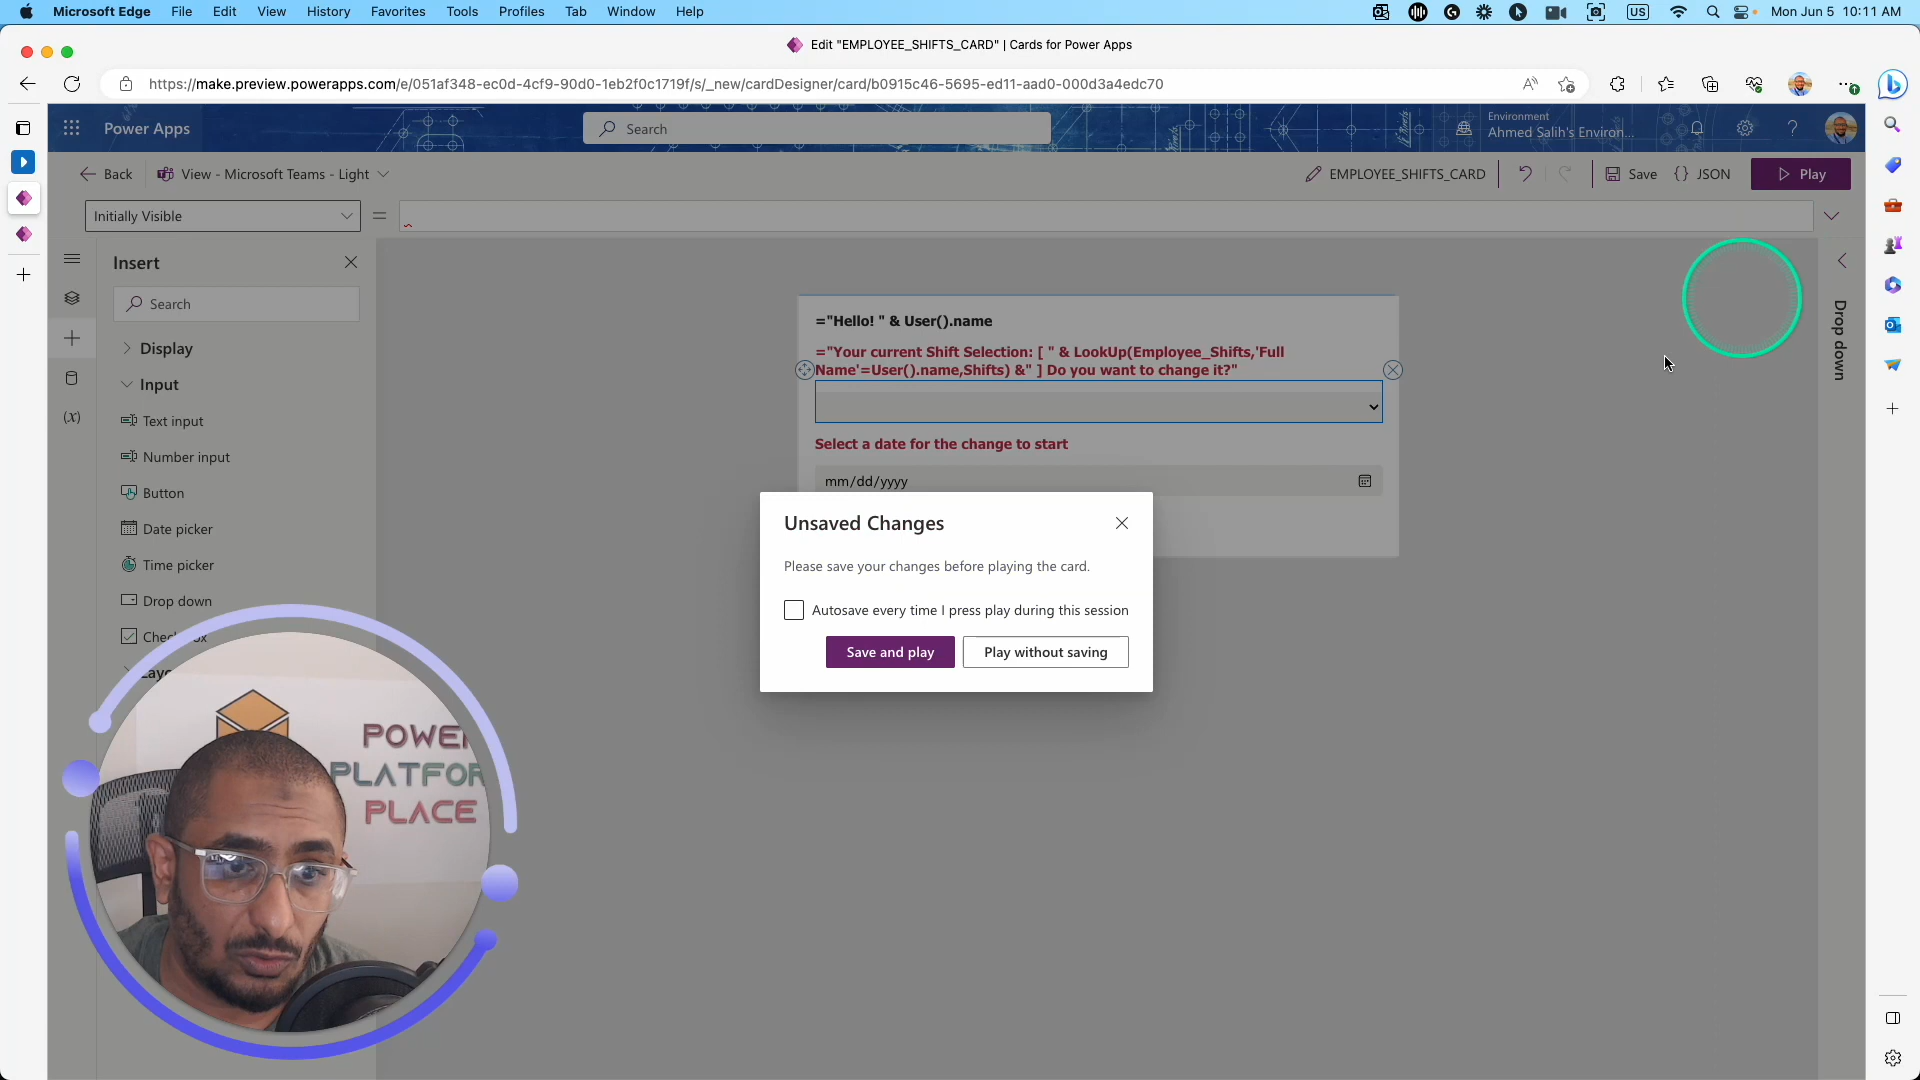 Microsoft Edge File Edit View History Favorites Tools Profiles Tab Window Help
US Mon Jun 5 10:11 AM
Edit "EMPLOYEE_SHIFTS_CARD" | Cards for Power Apps
https://make.preview.powerapps.com/e/051af348-ec0d-4cf9-90d0-1eb2f0c1719f/s/_new/cardDesigner/card/b0915c46-5695-ed11-aad0-000d3a4edc70
Power Apps
Search
Environment
Ahmed Salih's Environ...
Back
View - Microsoft Teams - Light
EMPLOYEE_SHIFTS_CARD
Save
{ } JSON
Play
Initially Visible
=
Insert
Search
Display
Input
Text input
Number input
Button
Date picker
Time picker
Drop down
(x)
="Hello! " & User().name
="Your current Shift Selection: [ " & LookUp(Employee_Shifts,'Full
Name'=User().name,Shifts) &" ] Do you want to change it?"
Select a date for the change to start
mm/dd/yyyy
Drop down
Unsaved Changes
Please save your changes before playing the card.
Autosave every time I press play during this session
Save and play
Play without saving
POWE
PLATFOR
PLACE